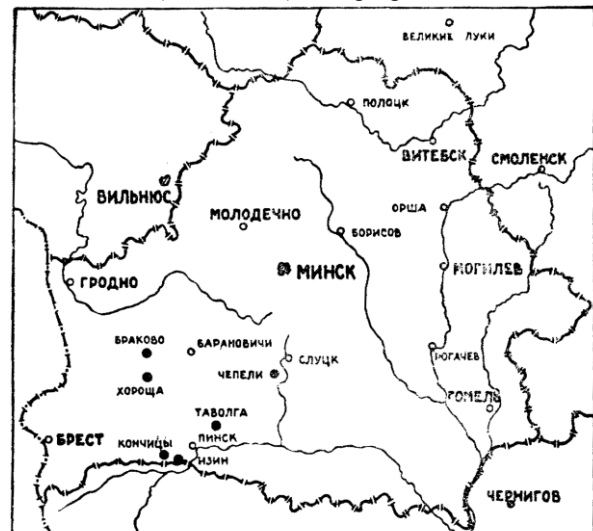 ВЕЛИКИЕ ЛУКИ
ПОЛОЦК
ВИТЕБСК
СМОЛЕНСК
ВИЛЬНЮС
МОЛОДЕЧНО
БОРИСОВ
ОРША
ГРОДНО
МИНСК
МОГИЛЕВ
БРАКОВО
БАРАНОВИЧИ
СЛУЦК
РОГАЧЕВ
ХОРОЩА
ЧЕПЕЛИ
ГОМЕЛЬ
ТАВОЛГА
БРЕСТ
КОНЧИЦЫ
ПИНСК
ИЗИН
ЧЕРНИГОВ